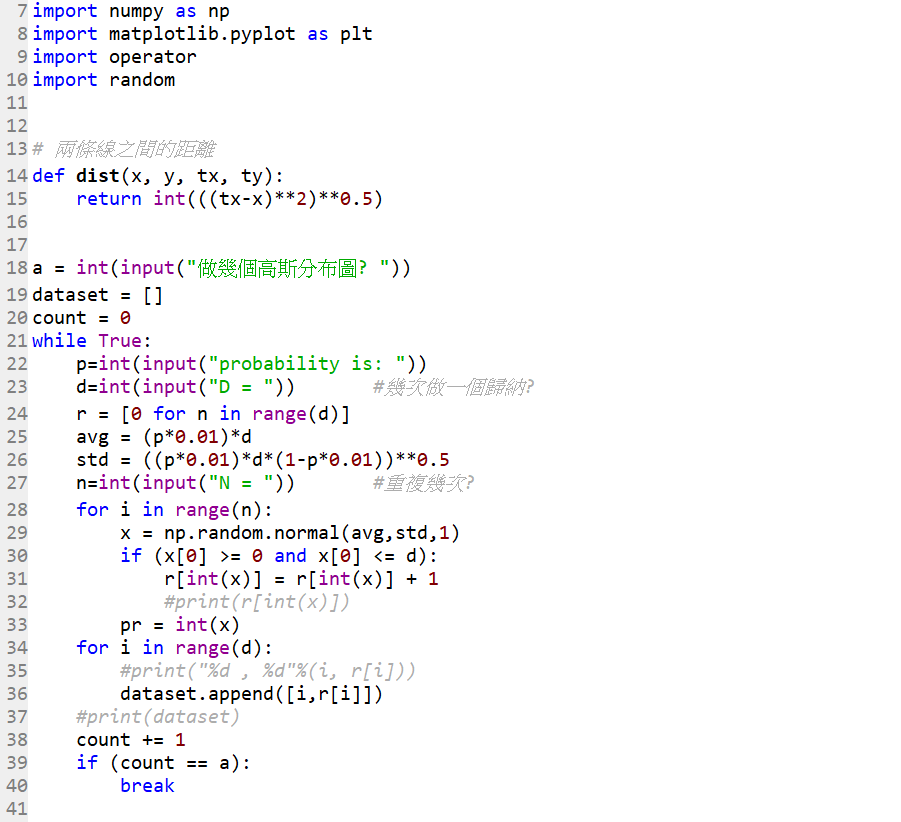 7 import numpy as np
8 import matplotlib.pyplot as plt
9 import operator
10 import random
11
12
13 # 兩條線之間的距離
14 def dist(x, y, tx, ty):
15     return int(((tx-x)**2)**0.5)
16
17
18 a = int(input("做幾個高斯分布圖? "))
19 dataset = []
20 count = 0
21 while True:
22     p=int(input("probability is: "))
23     d=int(input("D = "))       #幾次做一個歸納?
24     r = [0 for n in range(d)]
25     avg = (p*0.01)*d
26     std = ((p*0.01)*d*(1-p*0.01))**0.5
27     n=int(input("N = "))       #重複幾次?
28     for i in range(n):
29         x = np.random.normal(avg,std,1)
30         if (x[0] >= 0 and x[0] <= d):
31             r[int(x)] = r[int(x)] + 1
32             #print(r[int(x)])
33         pr = int(x)
34     for i in range(d):
35         #print("%d , %d"%(i, r[i]))
36         dataset.append([i,r[i]])
37     #print(dataset)
38     count += 1
39     if (count == a):
40         break
41